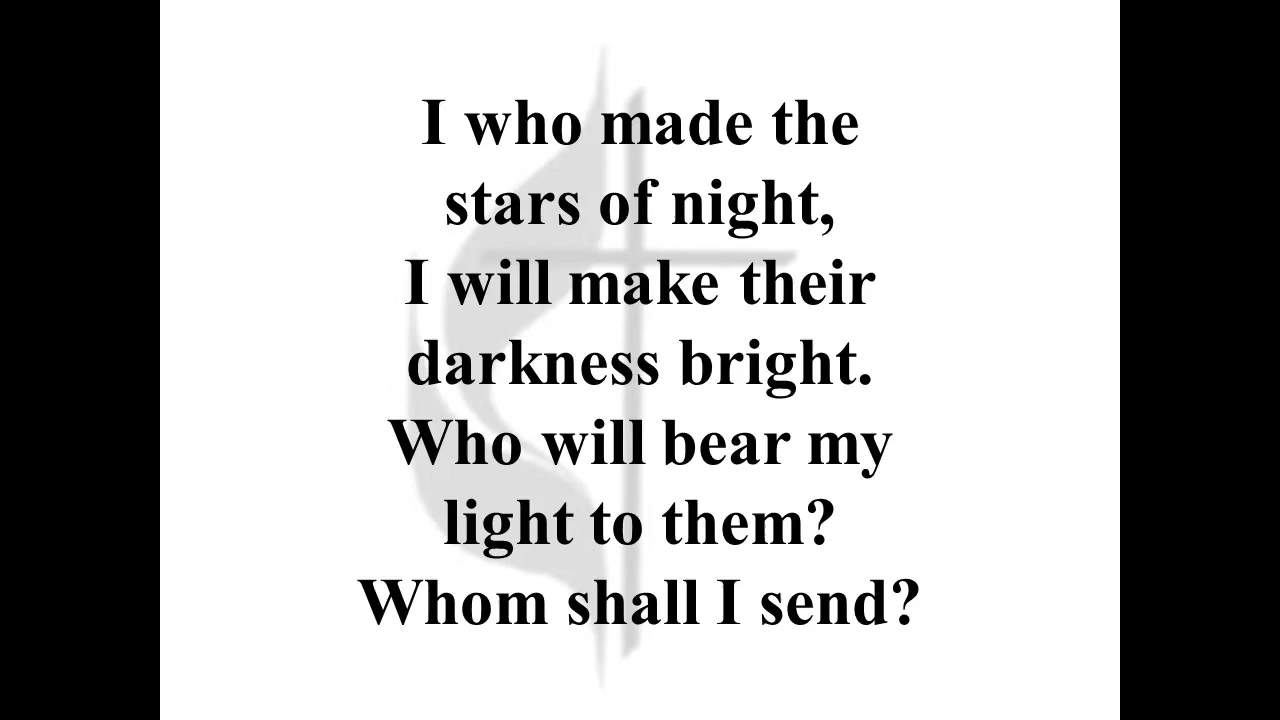 I who made the
stars of night,
I will make their
darkness bright.
Who will bear my
light to them?
Whom shall I send?